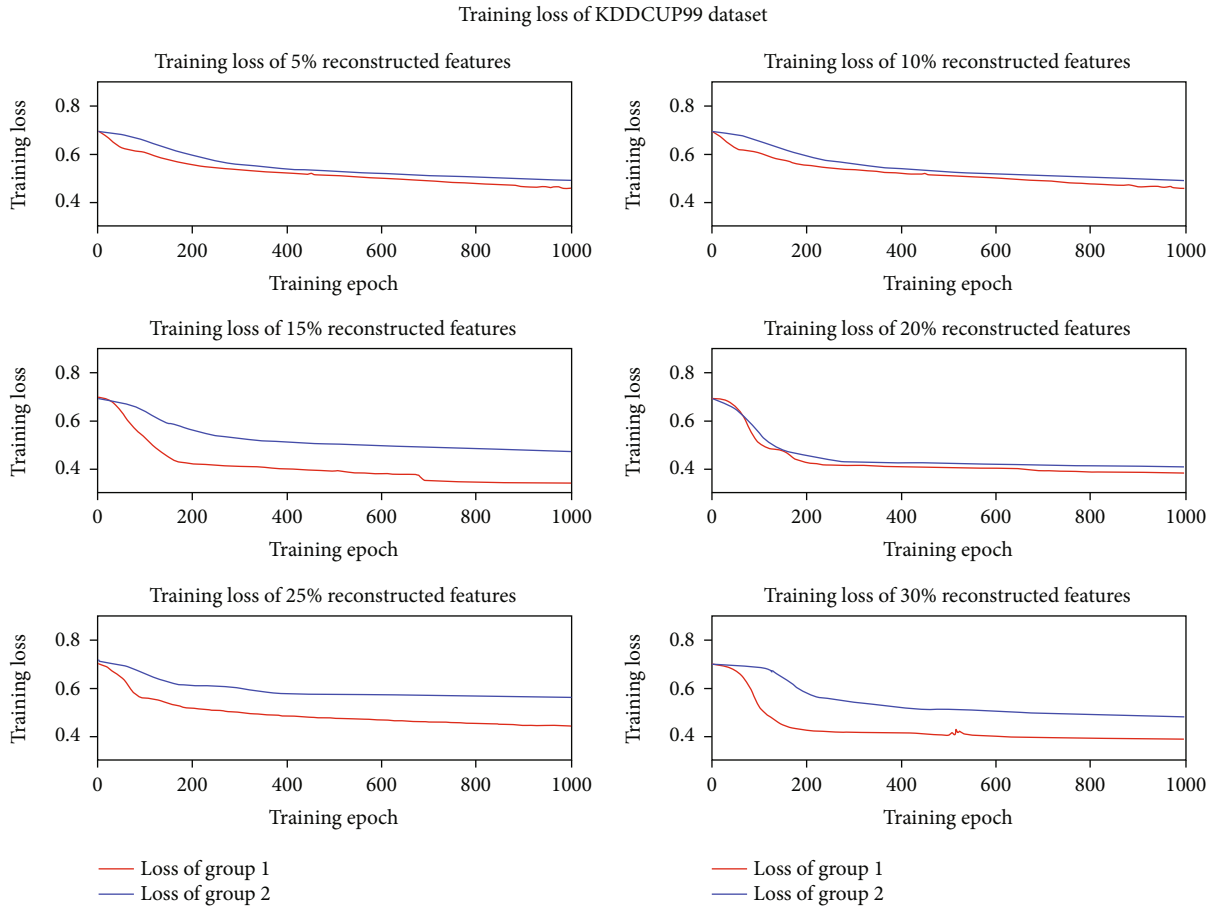 Training loss of KDDCUP99 dataset
Training loss of 5% reconstructed features
Training loss
0.8
0.6
0.4
0 200 400 600 800 1000
Training epoch
Training loss of 10% reconstructed features
Training loss
0.8
0.6
0.4
0 200 400 600 800 1000
Training epoch
Training loss of 15% reconstructed features
Training loss
0.8
0.6
0.4
0 200 400 600 800 1000
Training epoch
Training loss of 20% reconstructed features
Training loss
0.8
0.6
0.4
0 200 400 600 800 1000
Training epoch
Training loss of 25% reconstructed features
Training loss
0.8
0.6
0.4
0 200 400 600 800 1000
Training epoch
Training loss of 30% reconstructed features
Training loss
0.8
0.6
0.4
0 200 400 600 800 1000
Training epoch
Loss of group 1
Loss of group 2
Loss of group 1
Loss of group 2